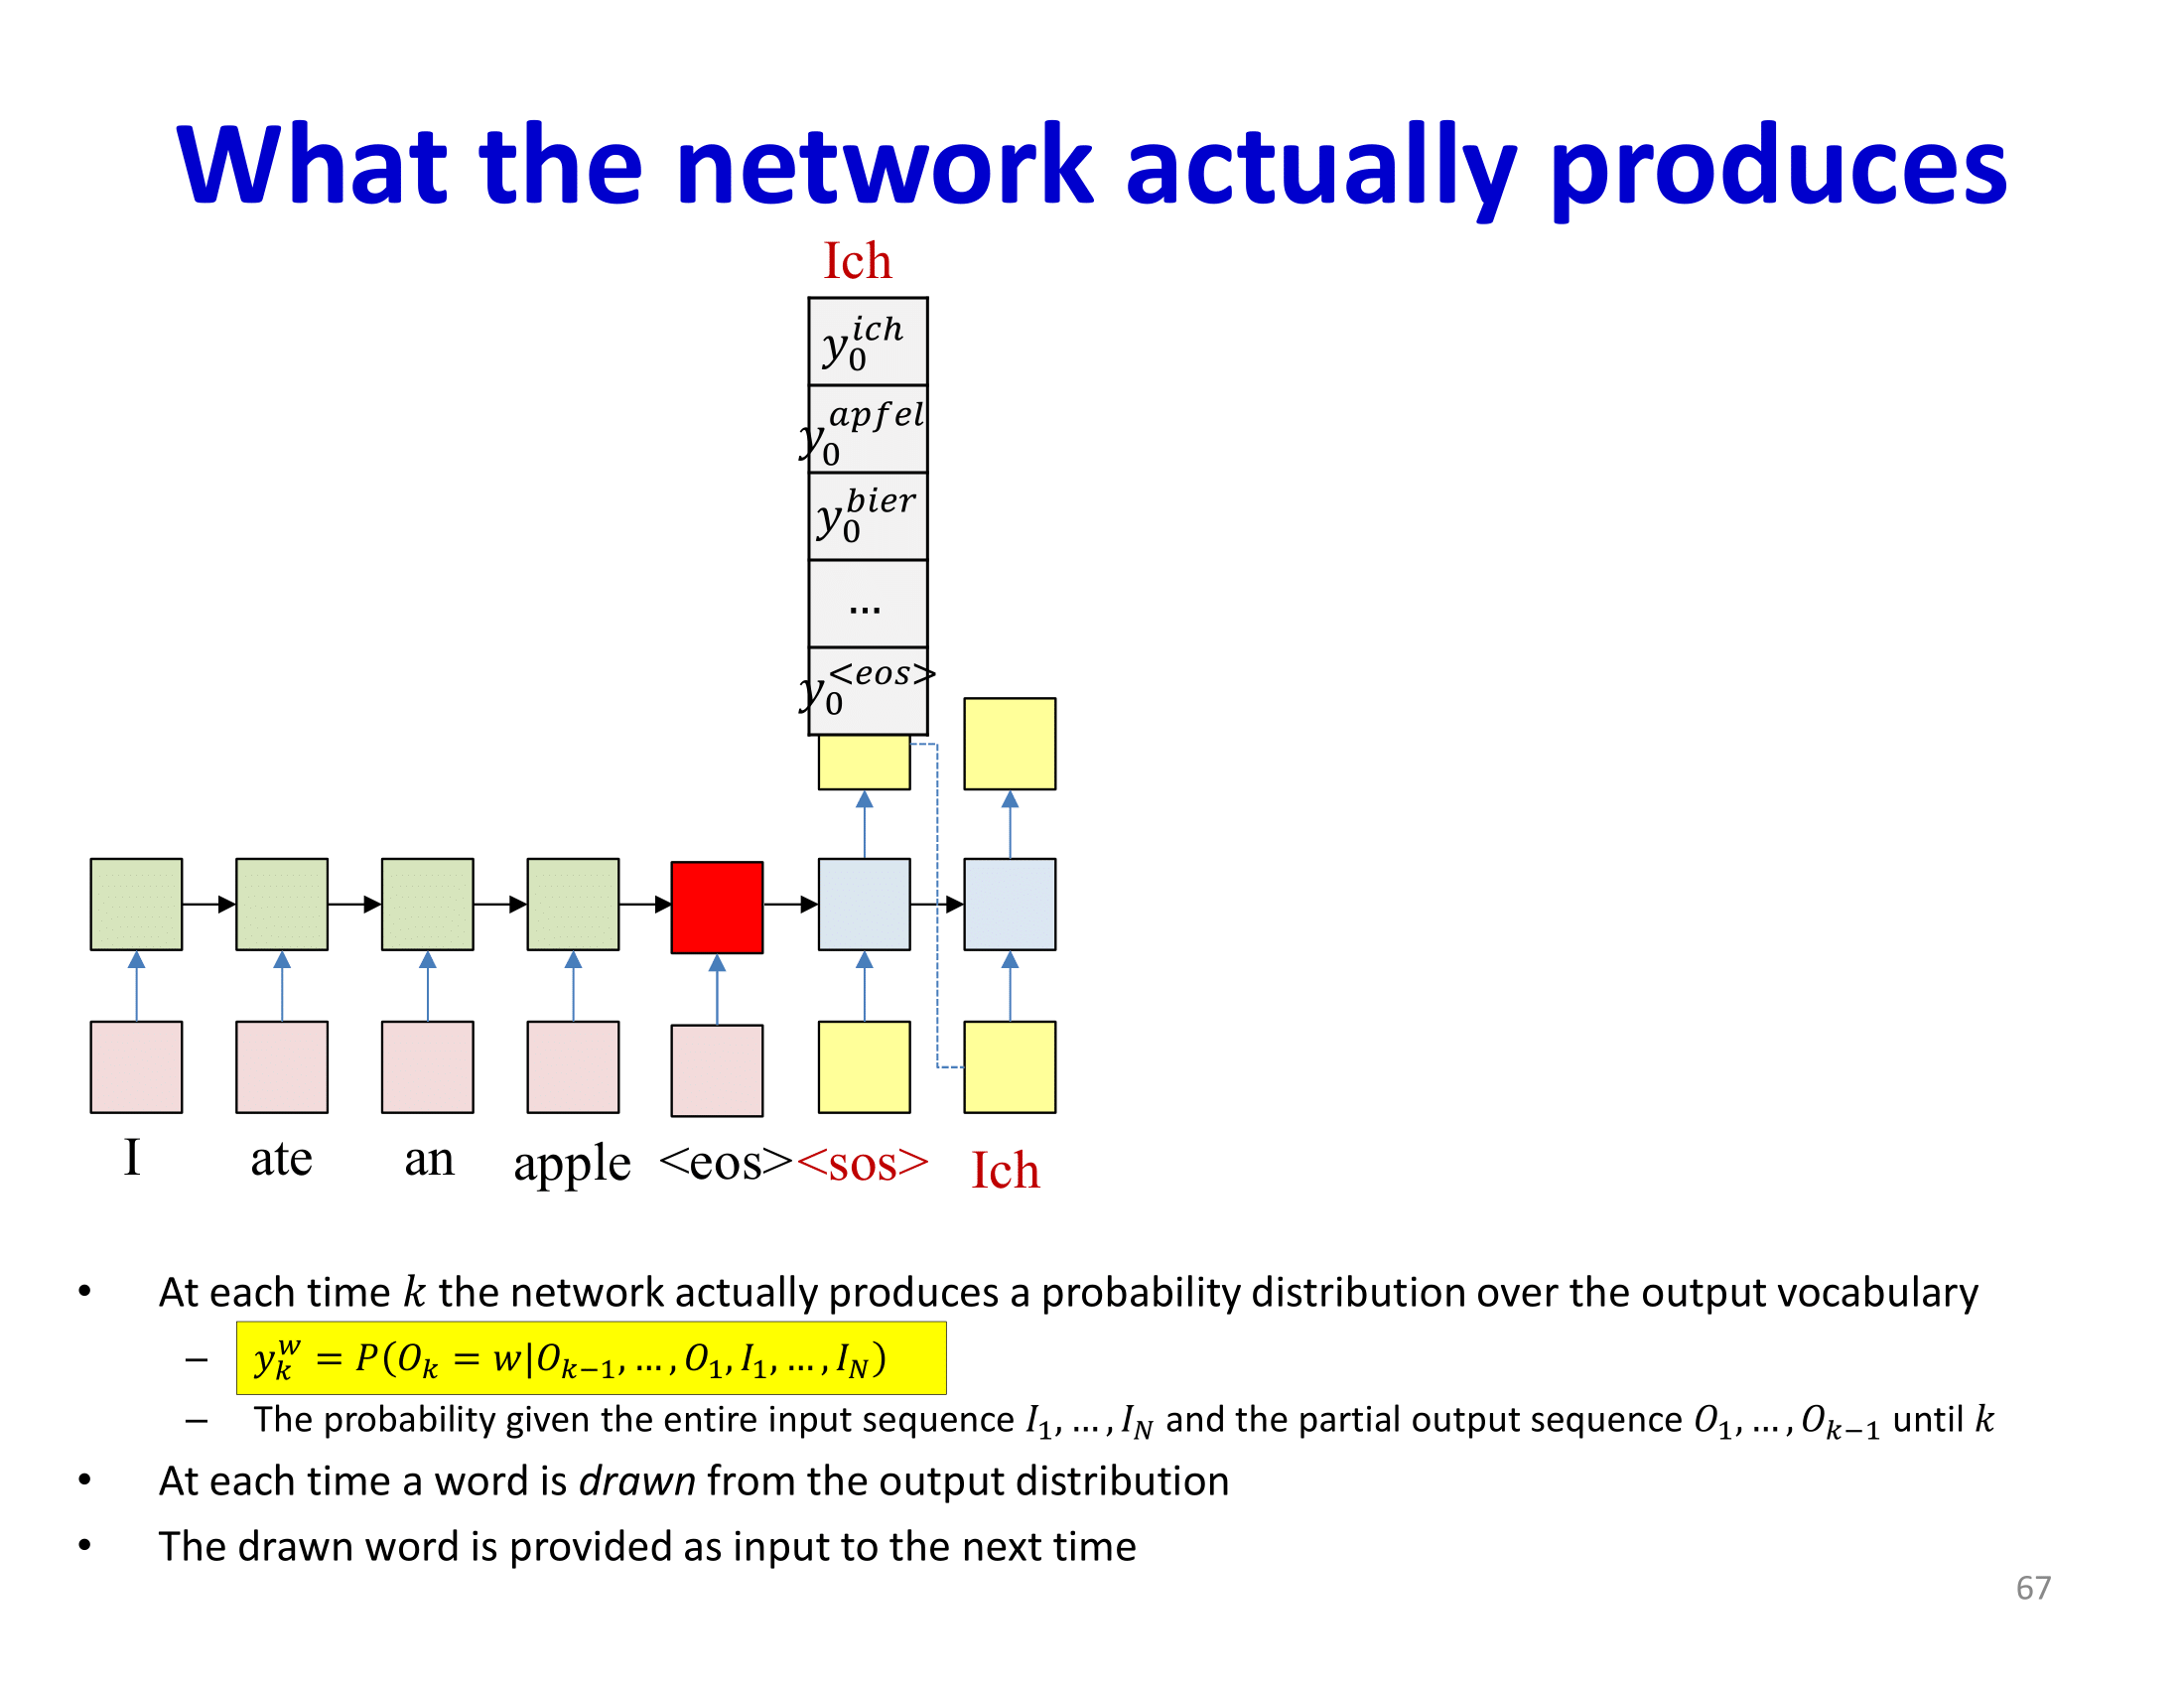 What the network actually produces
Ich
y_0^{ich}
y_0^{apfel}
y_0^{bier}
...
y_0^{<eos>}
I ate an apple <eos> <sos> Ich
• At each time k the network actually produces a probability distribution over the output vocabulary
– y_k^w = P(O_k = w|O_{k−1}, … , O_1, I_1, … , I_N)
– The probability given the entire input sequence I_1, … , I_N and the partial output sequence O_1, … , O_{k−1} until k
• At each time a word is drawn from the output distribution
• The drawn word is provided as input to the next time
67